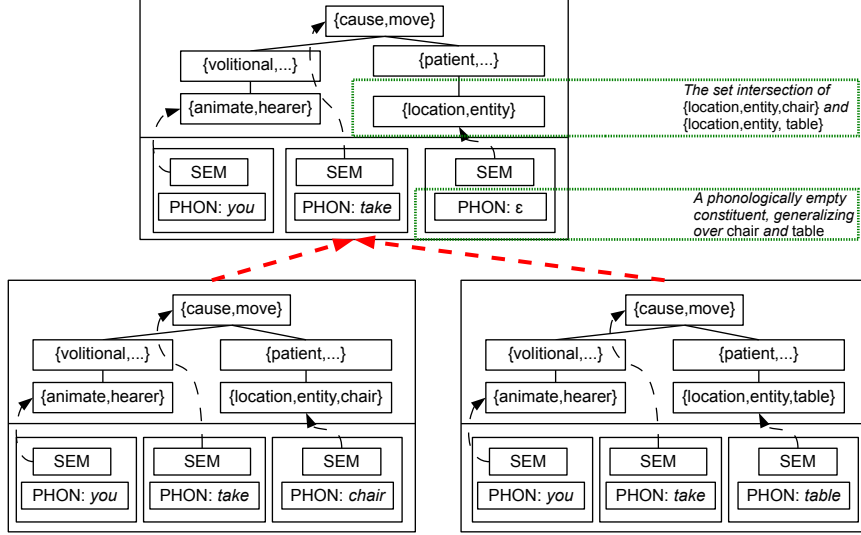 {cause,move}
{volitional,...}
{patient,...}
{animate,hearer}
{location,entity}
The set intersection of
{location,entity,chair} and
{location,entity, table}
SEM
SEM
SEM
PHON: you
PHON: take
PHON: ε
A phonologically empty
constituent, generalizing
over chair and table
{cause,move}
{volitional,...}
{patient,...}
{animate,hearer}
{location,entity,chair}
SEM
SEM
SEM
PHON: you
PHON: take
PHON: chair
{cause,move}
{volitional,...}
{patient,...}
{animate,hearer}
{location,entity,table}
SEM
SEM
SEM
PHON: you
PHON: take
PHON: table